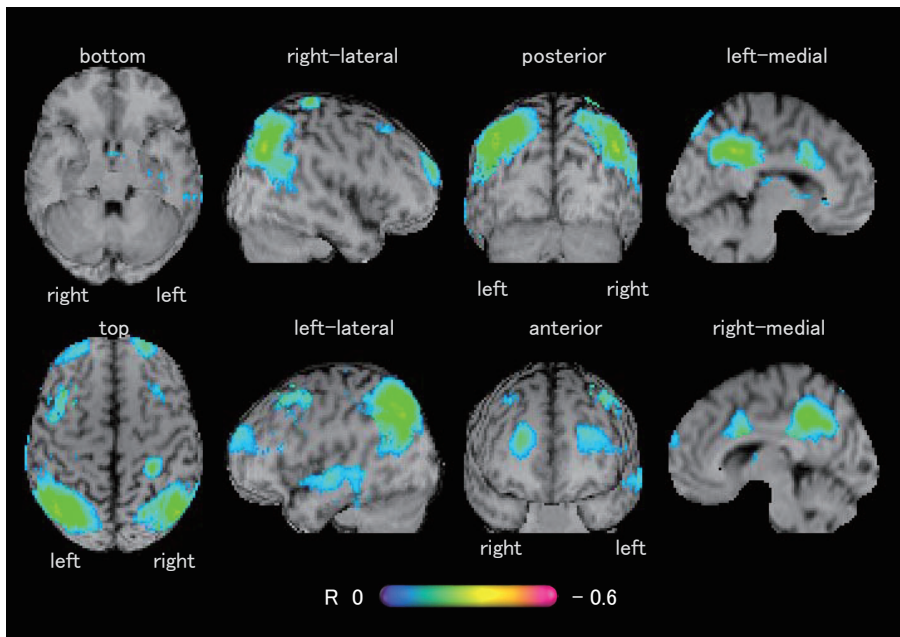 bottom
right-lateral
posterior
left-medial
right
left
left
right
top
left-lateral
anterior
right-medial
left
right
right
left
R 0
- 0.6